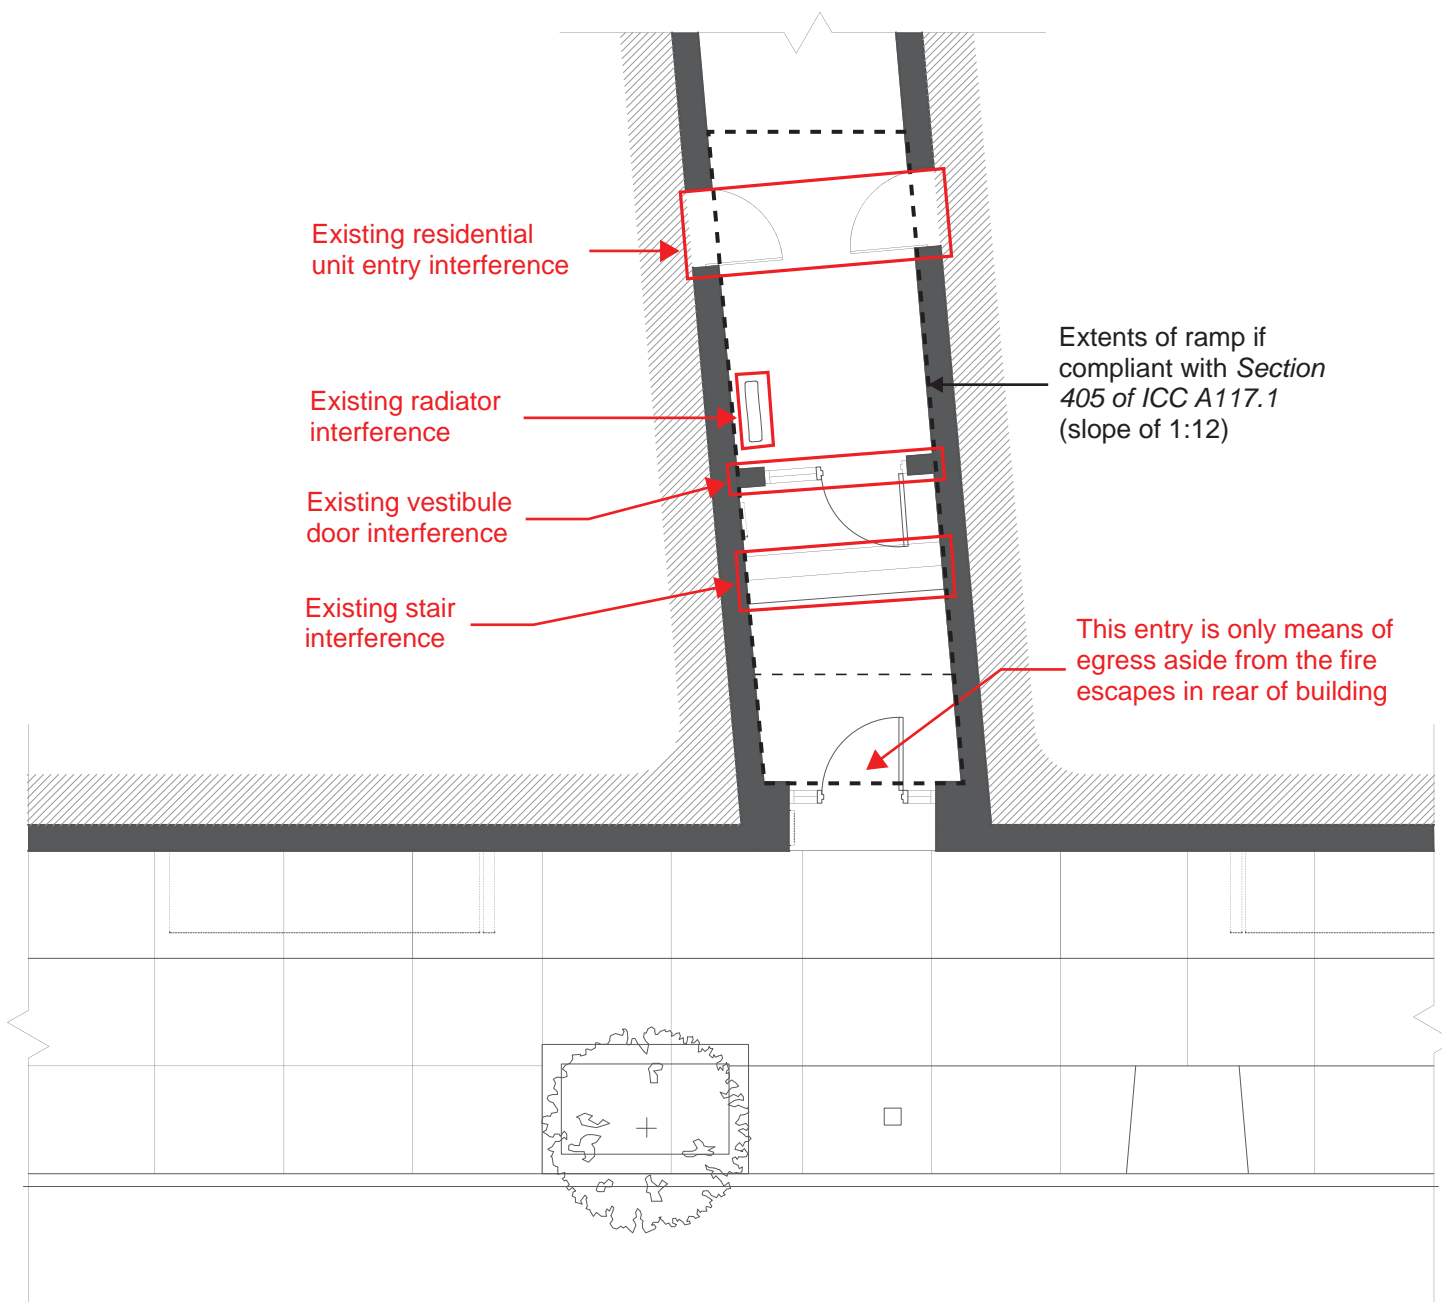 Existing residential
unit entry interference
Extents of ramp if
compliant with Section
405 of ICC A117.1
(slope of 1:12)
Existing radiator
interference
Existing vestibule
door interference
Existing stair
interference
This entry is only means of
egress aside from the fire
escapes in rear of building